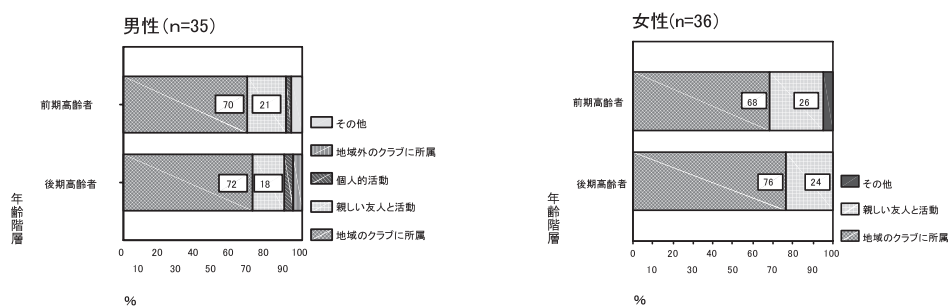 男性(n=35)
前期高齢者
70
21
後期高齢者
72
18
年齢階層
0 20 40 60 80 100
10 30 50 70 90
%
その他
地域外のクラブに所属
個人的活動
親しい友人と活動
地域のクラブに所属
女性(n=36)
前期高齢者
68
26
後期高齢者
76
24
年齢階層
0 20 40 60 80 100
10 30 50 70 90
%
その他
親しい友人と活動
地域のクラブに所属